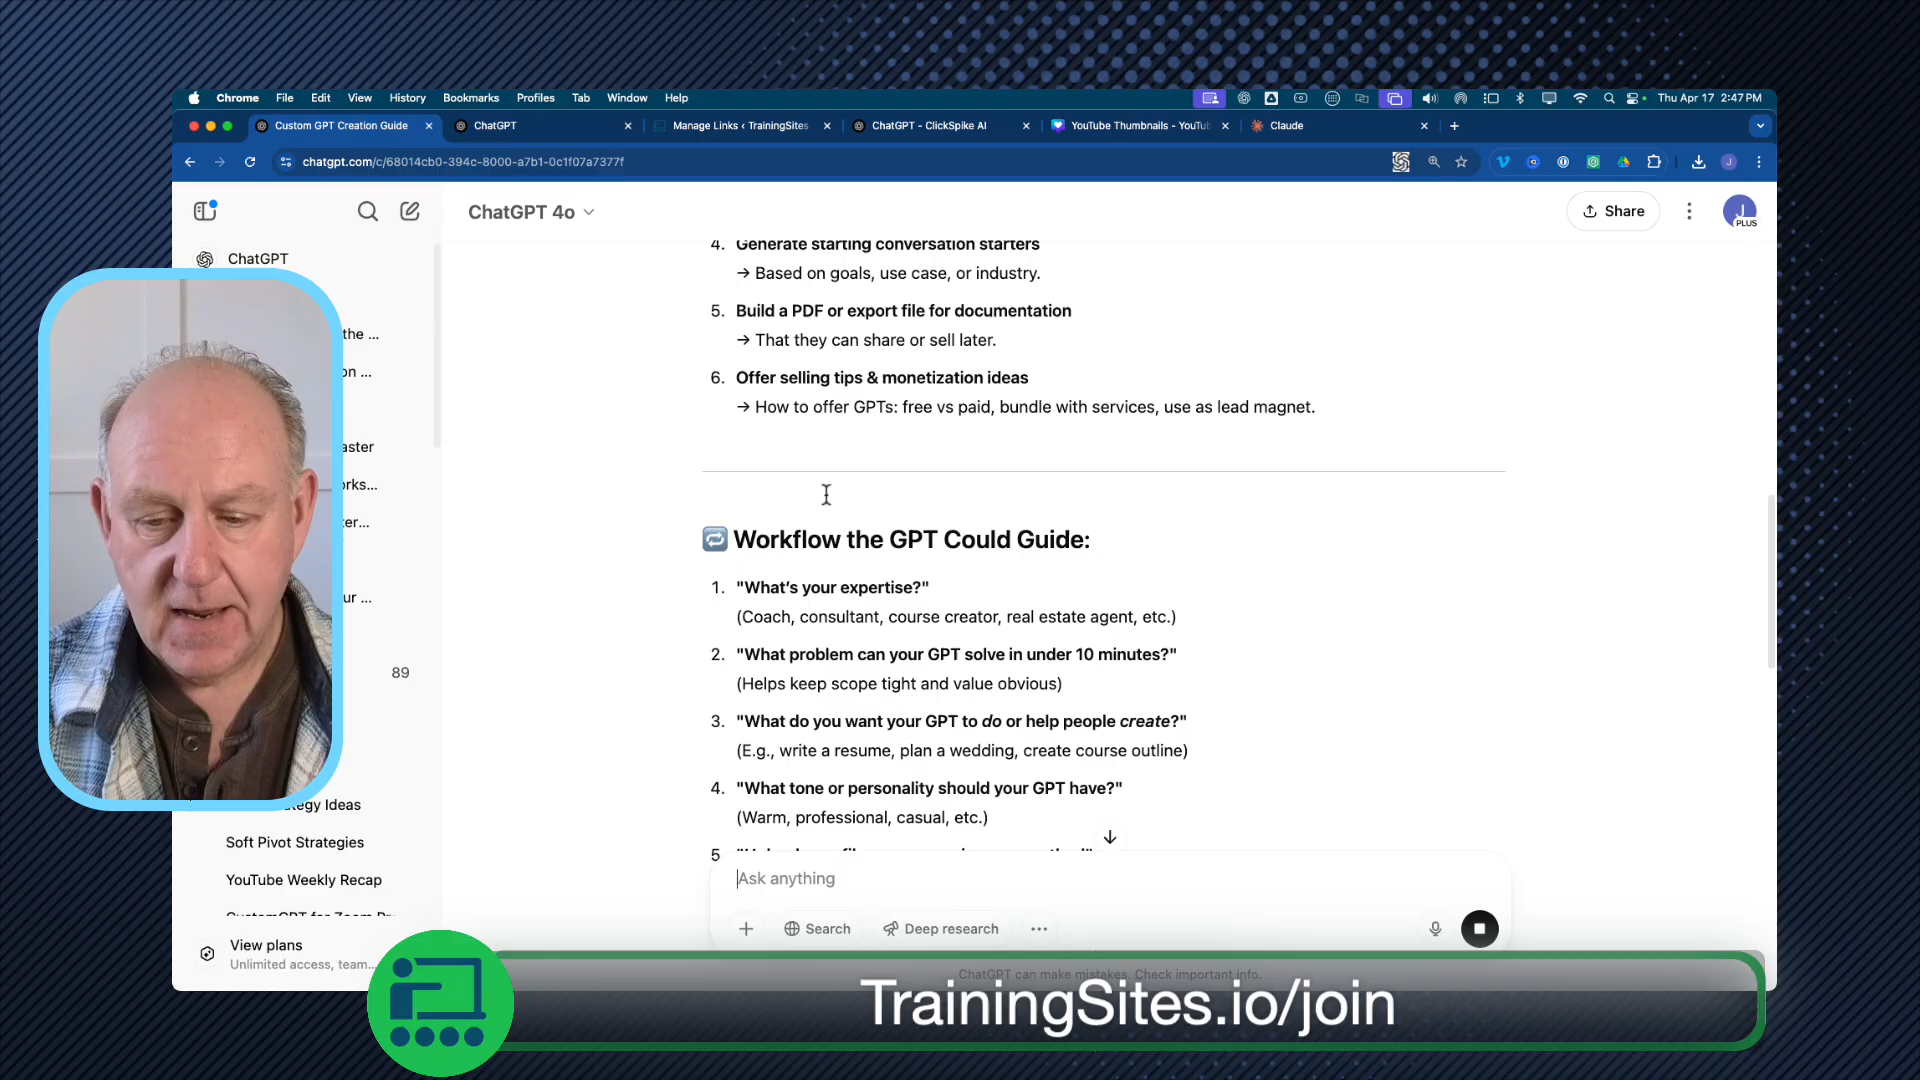 Chrome File Edit View History Bookmarks Profiles Tab Window Help
Thu Apr 17 2:47 PM
Custom GPT Creation Guide
ChatGPT
Manage Links ‹ TrainingSites
ChatGPT - ClickSpike AI
YouTube Thumbnails - YouTu
Claude
chatgpt.com/c/68014cb0-394c-8000-a7b1-0c1f07a7377f
ChatGPT 4o
Share
J
PLUS
ChatGPT
the ...
on ...
aster
orks...
ter...
ur ...
89
tegy Ideas
Soft Pivot Strategies
YouTube Weekly Recap
View plans
Unlimited access, team...
4. Generate starting conversation starters
→ Based on goals, use case, or industry.
5. Build a PDF or export file for documentation
→ That they can share or sell later.
6. Offer selling tips & monetization ideas
→ How to offer GPTs: free vs paid, bundle with services, use as lead magnet.
Workflow the GPT Could Guide:
1. "What's your expertise?"
(Coach, consultant, course creator, real estate agent, etc.)
2. "What problem can your GPT solve in under 10 minutes?"
(Helps keep scope tight and value obvious)
3. "What do you want your GPT to do or help people create?"
(E.g., write a resume, plan a wedding, create course outline)
4. "What tone or personality should your GPT have?"
(Warm, professional, casual, etc.)
5
Ask anything
Search
Deep research
ChatGPT can make mistakes. Check important info.
TrainingSites.io/join